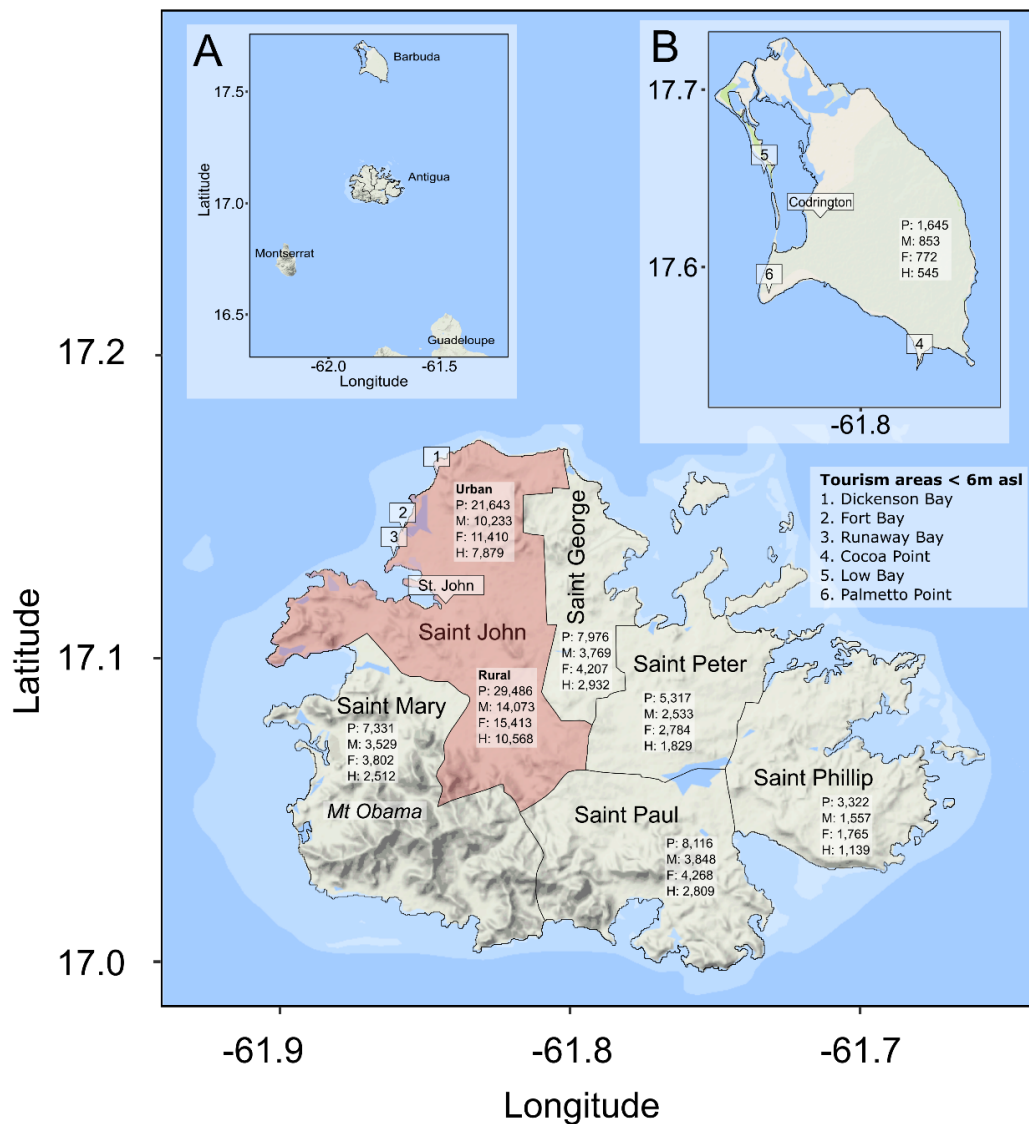 A
Barbuda
17.5
Antigua
17.0
Montserrat
16.5
Guadeloupe
-62.0
-61.5
Latitude
Longitude
B
17.7
5
Codrington
P: 1,645
M: 853
F: 772
H: 545
17.6
6
4
-61.8
17.2
1
2
3
Urban
P: 21,643
M: 10,233
F: 11,410
H: 7,879
St. John
Saint John
Rural
P: 29,486
M: 14,073
F: 15,413
H: 10,568
Saint George
P: 7,976
M: 3,769
F: 4,207
H: 2,932
Tourism areas < 6m asl
1. Dickenson Bay
2. Fort Bay
3. Runaway Bay
4. Cocoa Point
5. Low Bay
6. Palmetto Point
17.1
Saint Peter
P: 5,317
M: 2,533
F: 2,784
H: 1,829
Saint Mary
P: 7,331
M: 3,529
F: 3,802
H: 2,512
Mt Obama
Saint Paul
P: 8,116
M: 3,848
F: 4,268
H: 2,809
Saint Phillip
P: 3,322
M: 1,557
F: 1,765
H: 1,139
17.0
Latitude
-61.9
-61.8
-61.7
Longitude